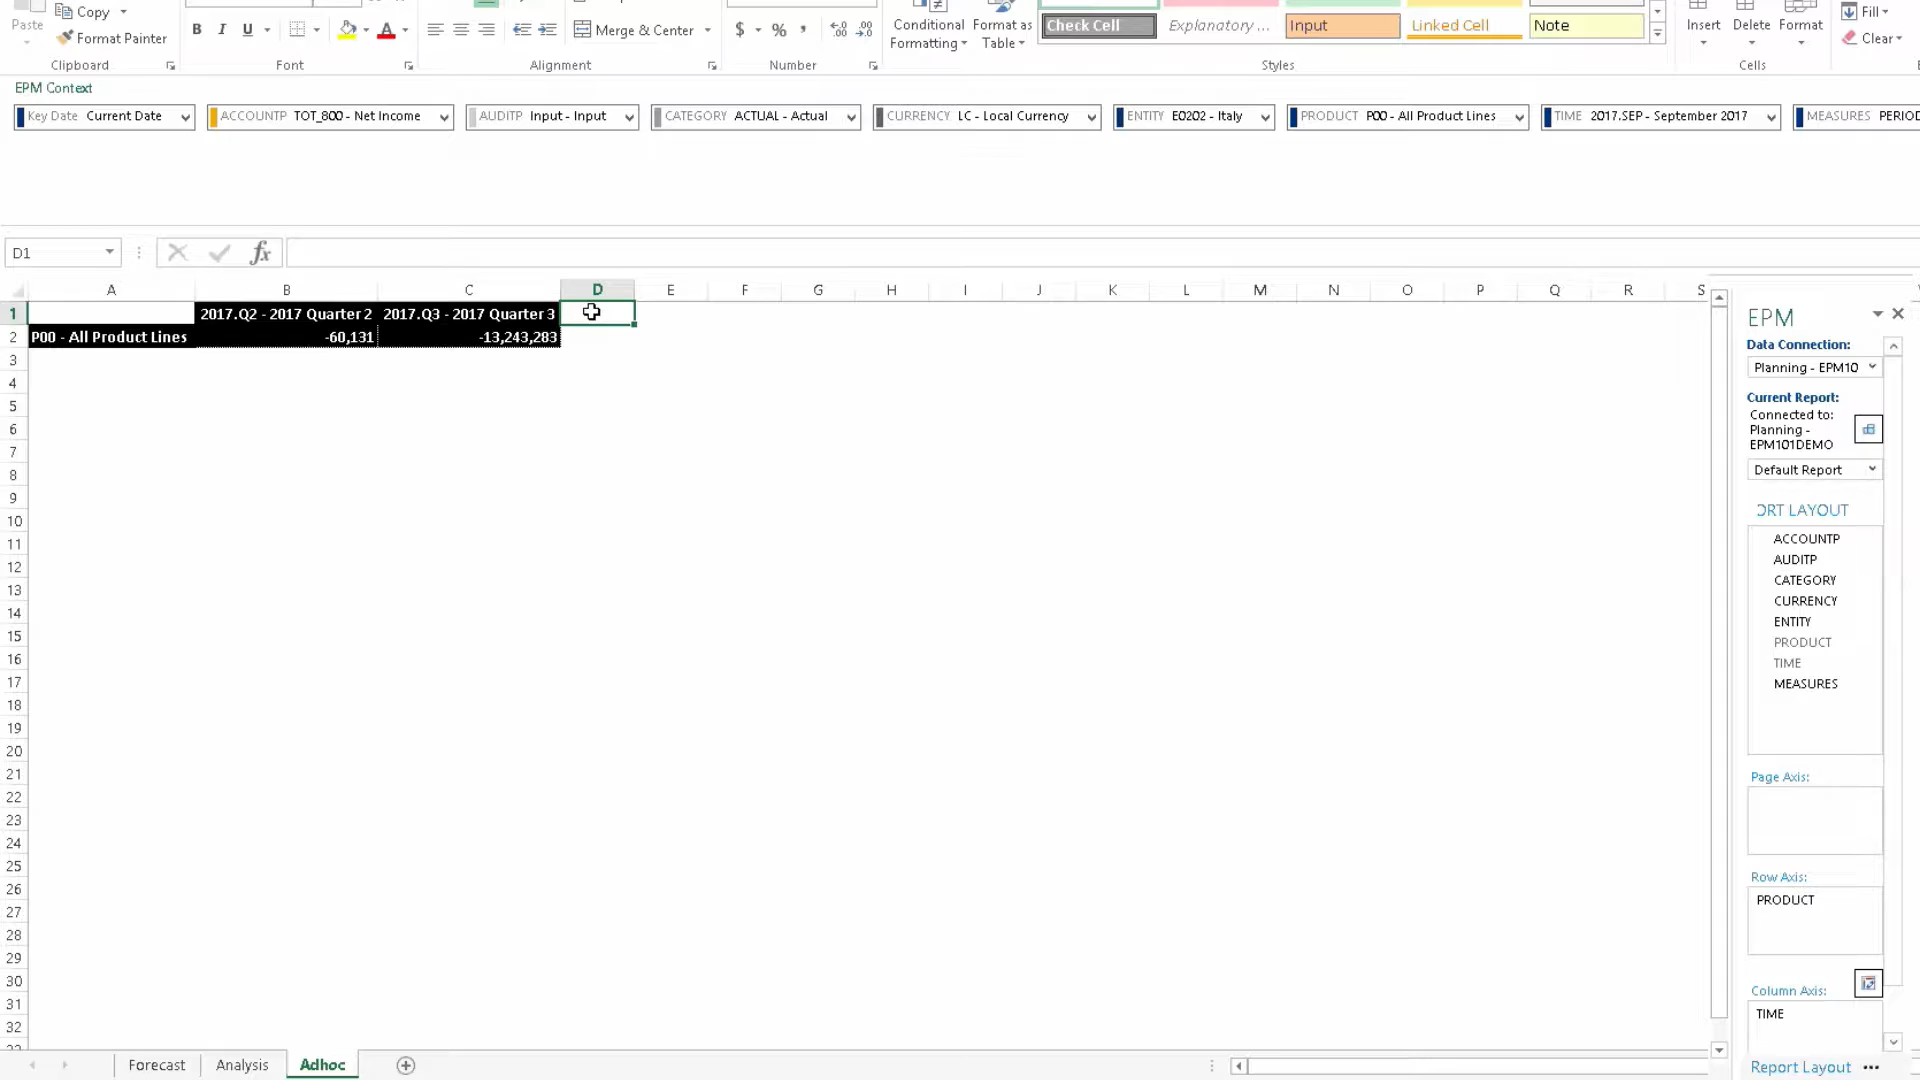 Paste
Copy
Format Painter
Clipboard
B I U
A
Font
Merge & Center
Alignment
$ % ,
Number
Conditional Formatting
Format as Table
Check Cell
Explanatory ...
Input
Linked Cell
Note
Styles
Insert
Delete
Format
Cells
Fill
Clear
EPM Context
Key Date Current Date
ACCOUNTP TOT_800 - Net Income
AUDITP Input - Input
CATEGORY ACTUAL - Actual
CURRENCY LC - Local Currency
ENTITY E0202 - Italy
PRODUCT P00 - All Product Lines
TIME 2017.SEP - September 2017
MEASURES PERIOD
D1
fx
A B C D E F G H I J K L M N O P Q R S
1 2017.Q2 - 2017 Quarter 2 2017.Q3 - 2017 Quarter 3
2 P00 - All Product Lines -60,131 -13,243,283
3
4
5
6
7
8
9
10
11
12
13
14
15
16
17
18
19
20
21
22
23
24
25
26
27
28
29
30
31
32
EPM
Data Connection:
Planning - EPM10
Current Report:
Connected to:
Planning -
EPM101DEMO
Default Report
ORT LAYOUT
ACCOUNTP
AUDITP
CATEGORY
CURRENCY
ENTITY
PRODUCT
TIME
MEASURES
Page Axis:
Row Axis:
PRODUCT
Column Axis:
TIME
Report Layout ...
Forecast
Analysis
Adhoc